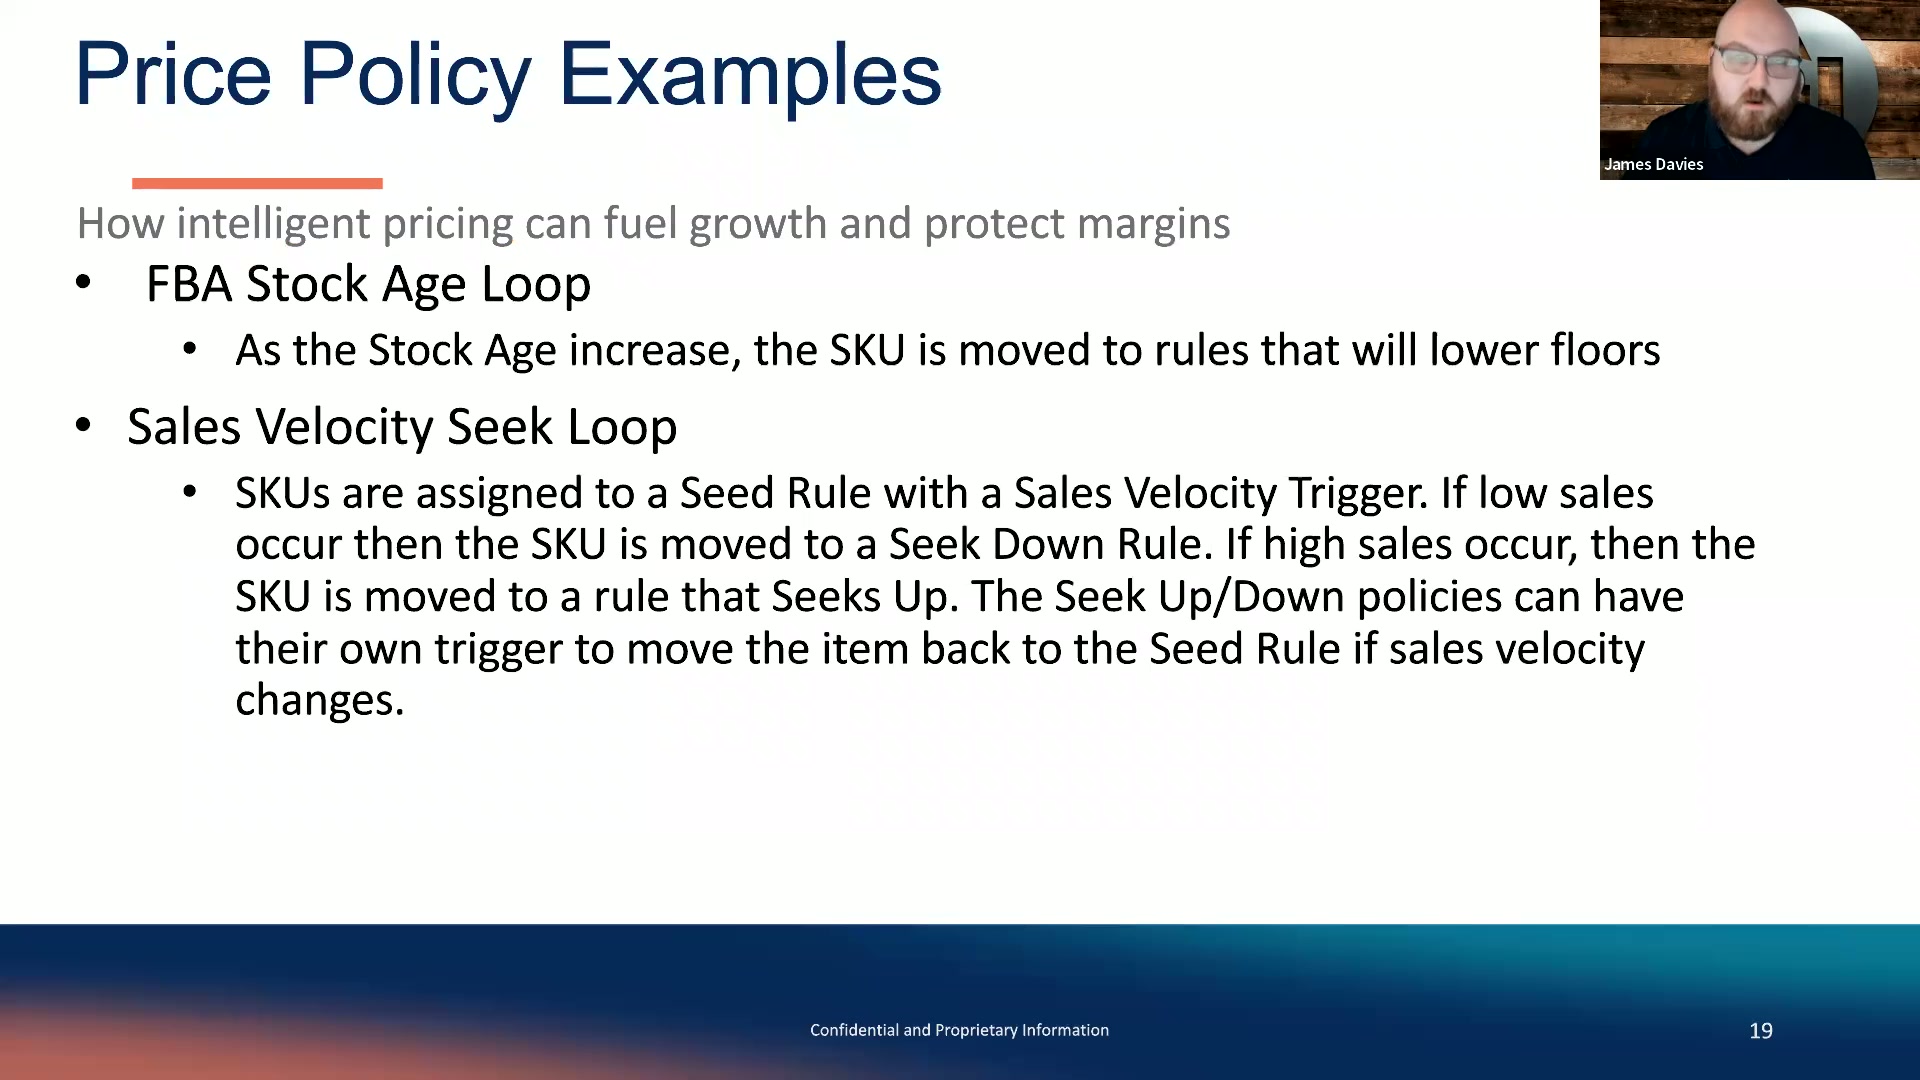 Price Policy Examples
James Davies
How intelligent pricing can fuel growth and protect margins
• FBA Stock Age Loop
• As the Stock Age increase, the SKU is moved to rules that will lower floors
• Sales Velocity Seek Loop
• SKUs are assigned to a Seed Rule with a Sales Velocity Trigger. If low sales
occur then the SKU is moved to a Seek Down Rule. If high sales occur, then the
SKU is moved to a rule that Seeks Up. The Seek Up/Down policies can have
their own trigger to move the item back to the Seed Rule if sales velocity
changes.
Confidential and Proprietary Information
19